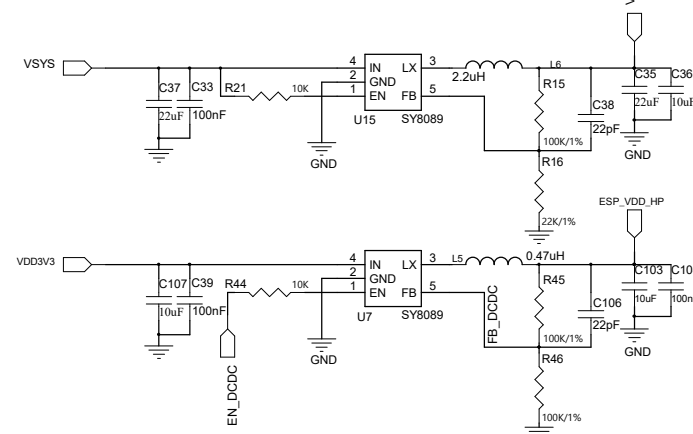 VSYS
C37
22uF
C33
100nF
R21
10K
4
2
1
IN
GND
EN
LX
FB
3
5
U15
SY8089
GND
2.2uH
L6
R15
100K/1%
R16
22K/1%
C38
22pF
C35
22uF
C36
GND
VDD3V3
C107
10uF
C39
100nF
R44
10K
EN_DCDC
4
2
1
IN
GND
EN
LX
FB
3
5
U7
SY8089
GND
L5
0.47uH
FB_DCDC
R45
100K/1%
R46
100K/1%
C106
22pF
ESP_VDD_HP
C103
10uF
GND